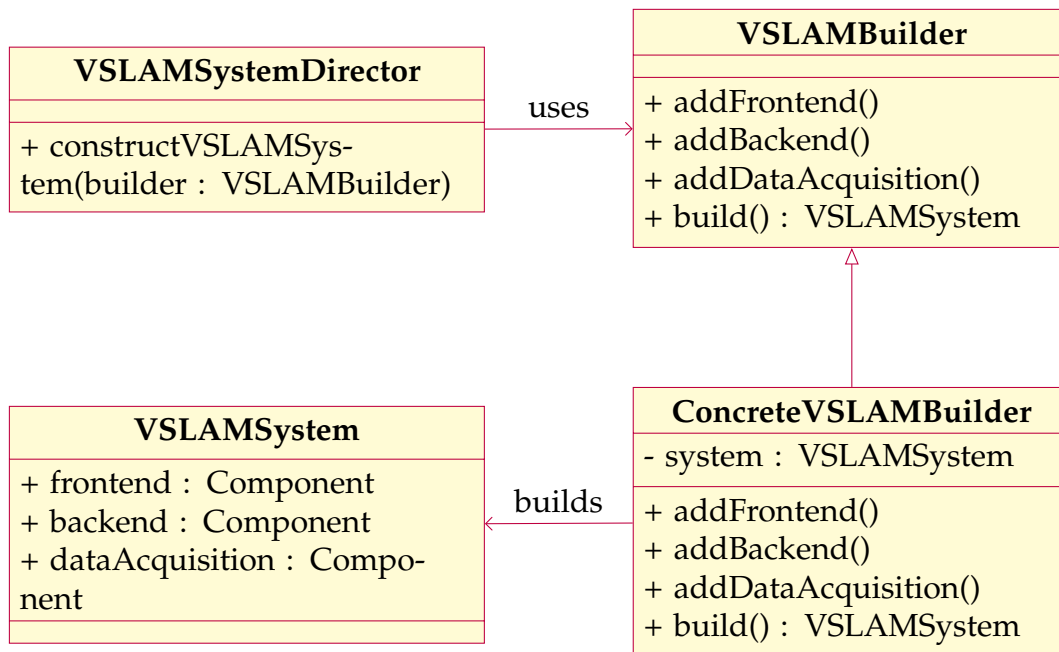 VSLAMSystemDirector
+ constructVSLAMSys-
tem(builder : VSLAMBuilder)
uses
VSLAMBuilder
+ addFrontend()
+ addBackend()
+ addDataAcquisition()
+ build() : VSLAMSystem
VSLAMSystem
+ frontend : Component
+ backend : Component
+ dataAcquisition : Compo-
nent
builds
ConcreteVSLAMBuilder
- system : VSLAMSystem
+ addFrontend()
+ addBackend()
+ addDataAcquisition()
+ build() : VSLAMSystem